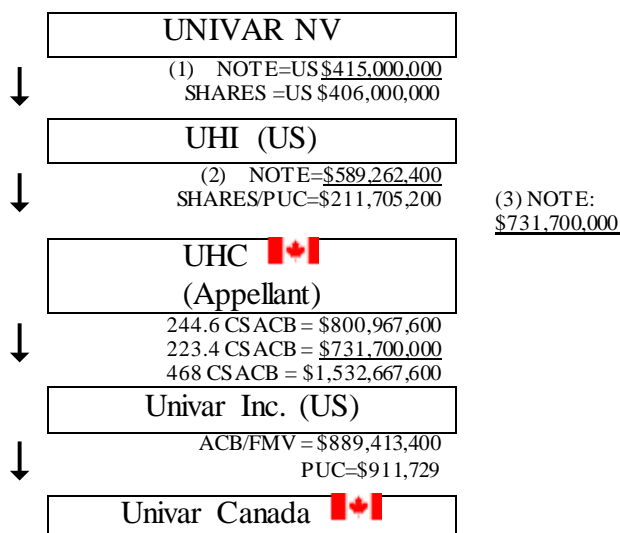 UNIVAR NV
(1) NOTE=US $415,000,000
SHARES =US $406,000,000
UHI (US)
(2) NOTE=$589,262,400
SHARES/PUC=$211,705,200
(3) NOTE:
$731,700,000
UHC
(Appellant)
244.6 CS ACB = $800,967,600
223.4 CS ACB = $731,700,000
468 CS ACB = $1,532,667,600
Univar Inc. (US)
ACB/FMV = $889,413,400
PUC=$911,729
Univar Canada